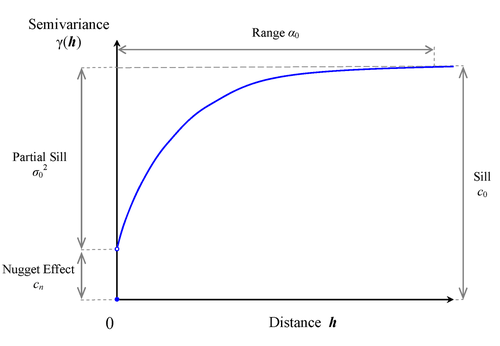 Semivariance
γ(h)
Range α₀
Partial Sill
σ₀²
Sill
c₀
Nugget Effect
cₙ
0
Distance h